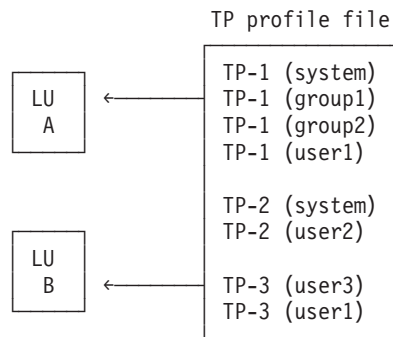 TP profile file
TP-1 (system)
LU TP-1 (group1)
A TP-1 (group2)
TP-1 (user1)
TP-2 (system)
TP-2 (user2)
LU
B TP-3 (user3)
TP-3 (user1)